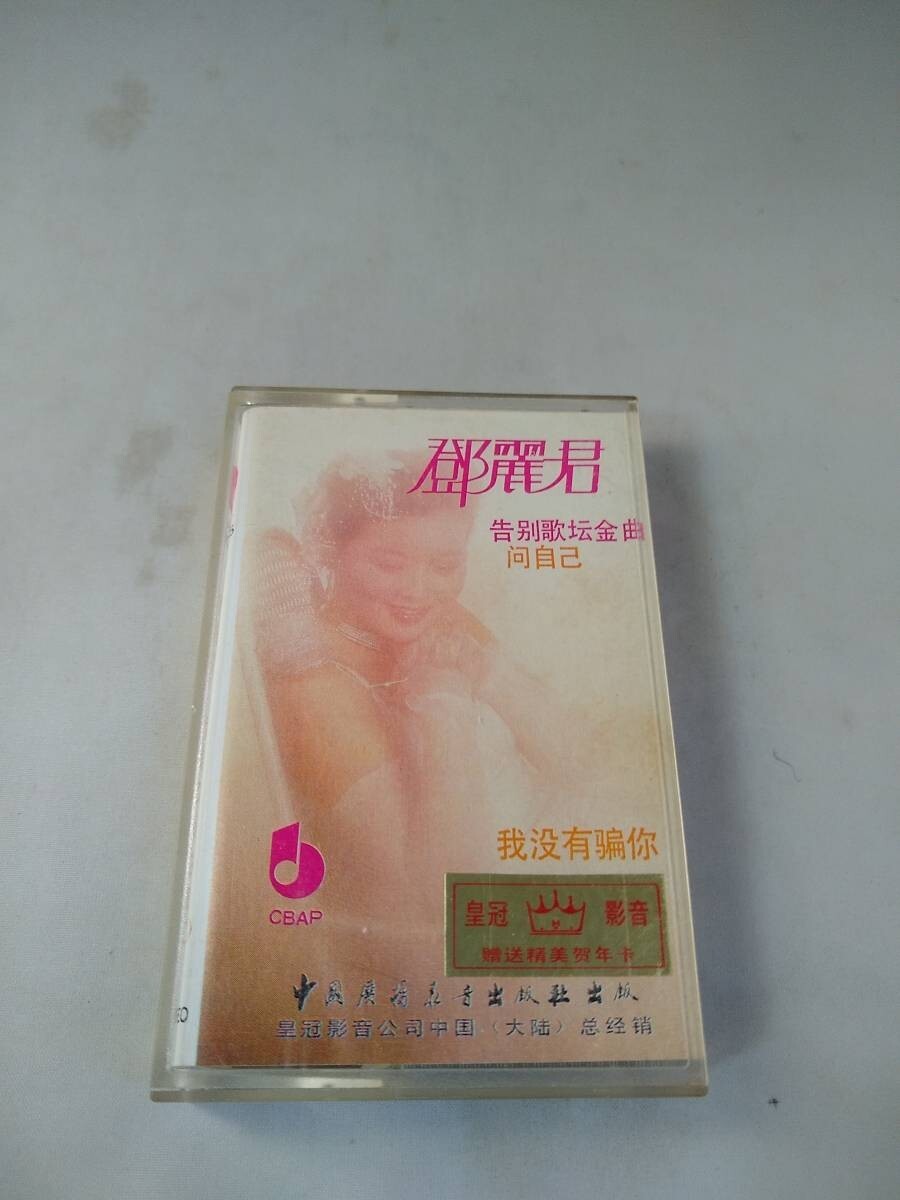 鄧麗君
告别歌坛金曲
问自己
我没有骗你
CBAP
皇冠 影音
赠送精美贺年卡
中国廣播影音出版社出版
皇冠影音公司中国（大陆）总经销